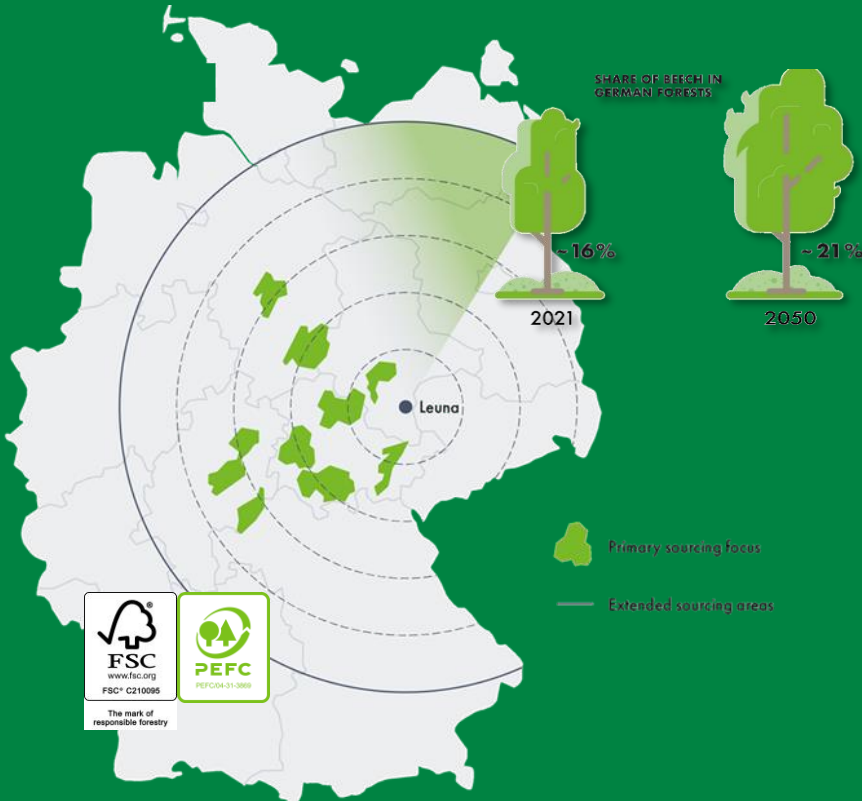 SHARE OF BEECH IN
GERMAN FORESTS
~16%
~21%
2021
2050
Leuna
Primary sourcing focus
Extended sourcing areas
FSC
www.fsc.org
FSC® C210095
The mark of
responsible forestry
PEFC
PEFC/04-31-3869